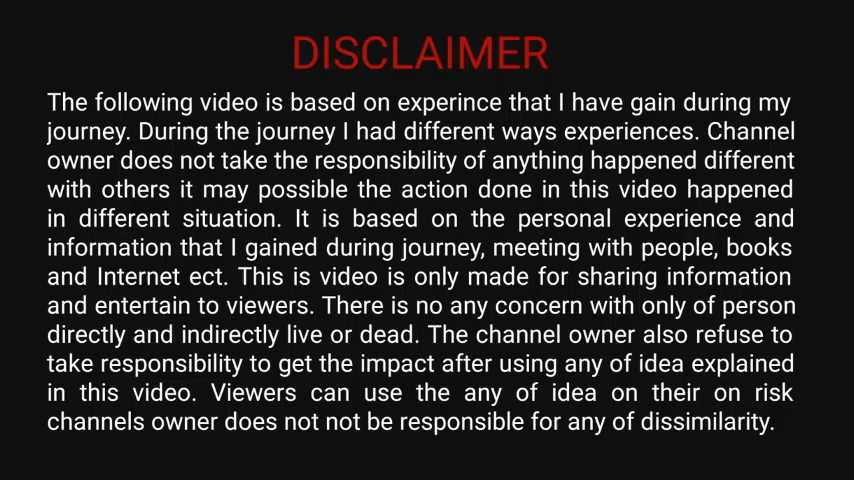 DISCLAIMER
The following video is based on experince that I have gain during my
journey. During the journey I had different ways experiences. Channel
owner does not take the responsibility of anything happened different
with others it may possible the action done in this video happened
in different situation. It is based on the personal experience and
information that I gained during journey, meeting with people, books
and Internet ect. This is video is only made for sharing information
and entertain to viewers. There is no any concern with only of person
directly and indirectly live or dead. The channel owner also refuse to
take responsibility to get the impact after using any of idea explained
in this video. Viewers can use the any of idea on their on risk
channels owner does not not be responsible for any of dissimilarity.